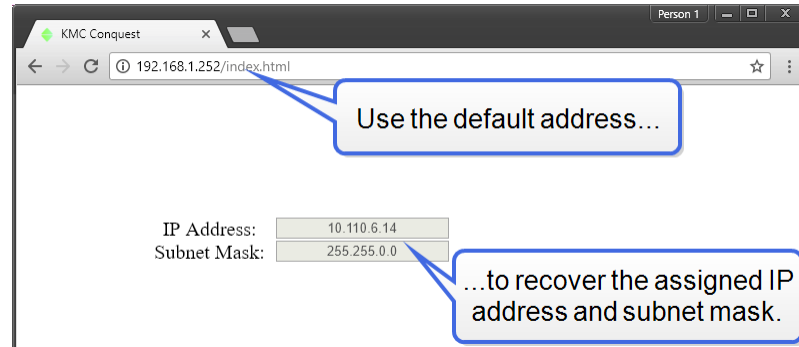 Person 1
KMC Conquest
192.168.1.252/index.html
Use the default address...
IP Address: 10.110.6.14
Subnet Mask: 255.255.0.0
...to recover the assigned IP
address and subnet mask.